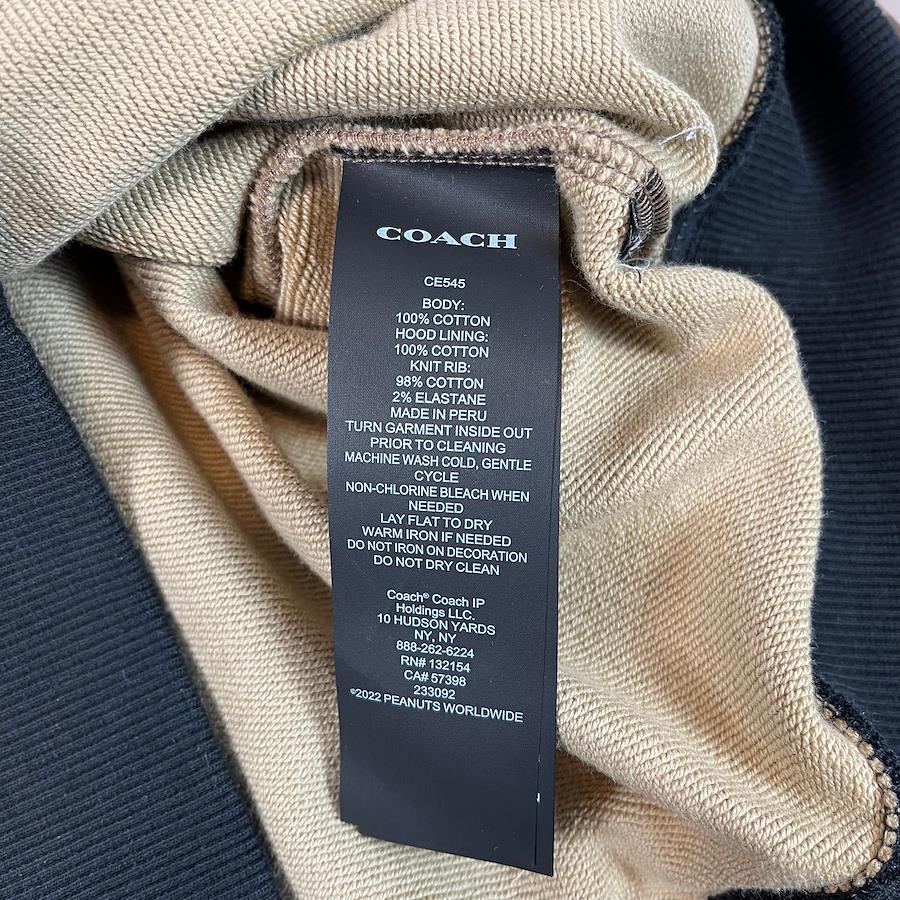 COACH
CE545
BODY:
100% COTTON
HOOD LINING:
100% COTTON
KNIT RIB:
98% COTTON
2% ELASTANE
MADE IN PERU
TURN GARMENT INSIDE OUT
PRIOR TO CLEANING
MACHINE WASH COLD, GENTLE
CYCLE
NON-CHLORINE BLEACH WHEN
NEEDED
LAY FLAT TO DRY
WARM IRON IF NEEDED
DO NOT IRON ON DECORATION
DO NOT DRY CLEAN
Coach® Coach IP
Holdings LLC.
10 HUDSON YARDS
NY, NY
888-262-6224
RN# 132154
CA# 57398
233092
©2022 PEANUTS WORLDWIDE